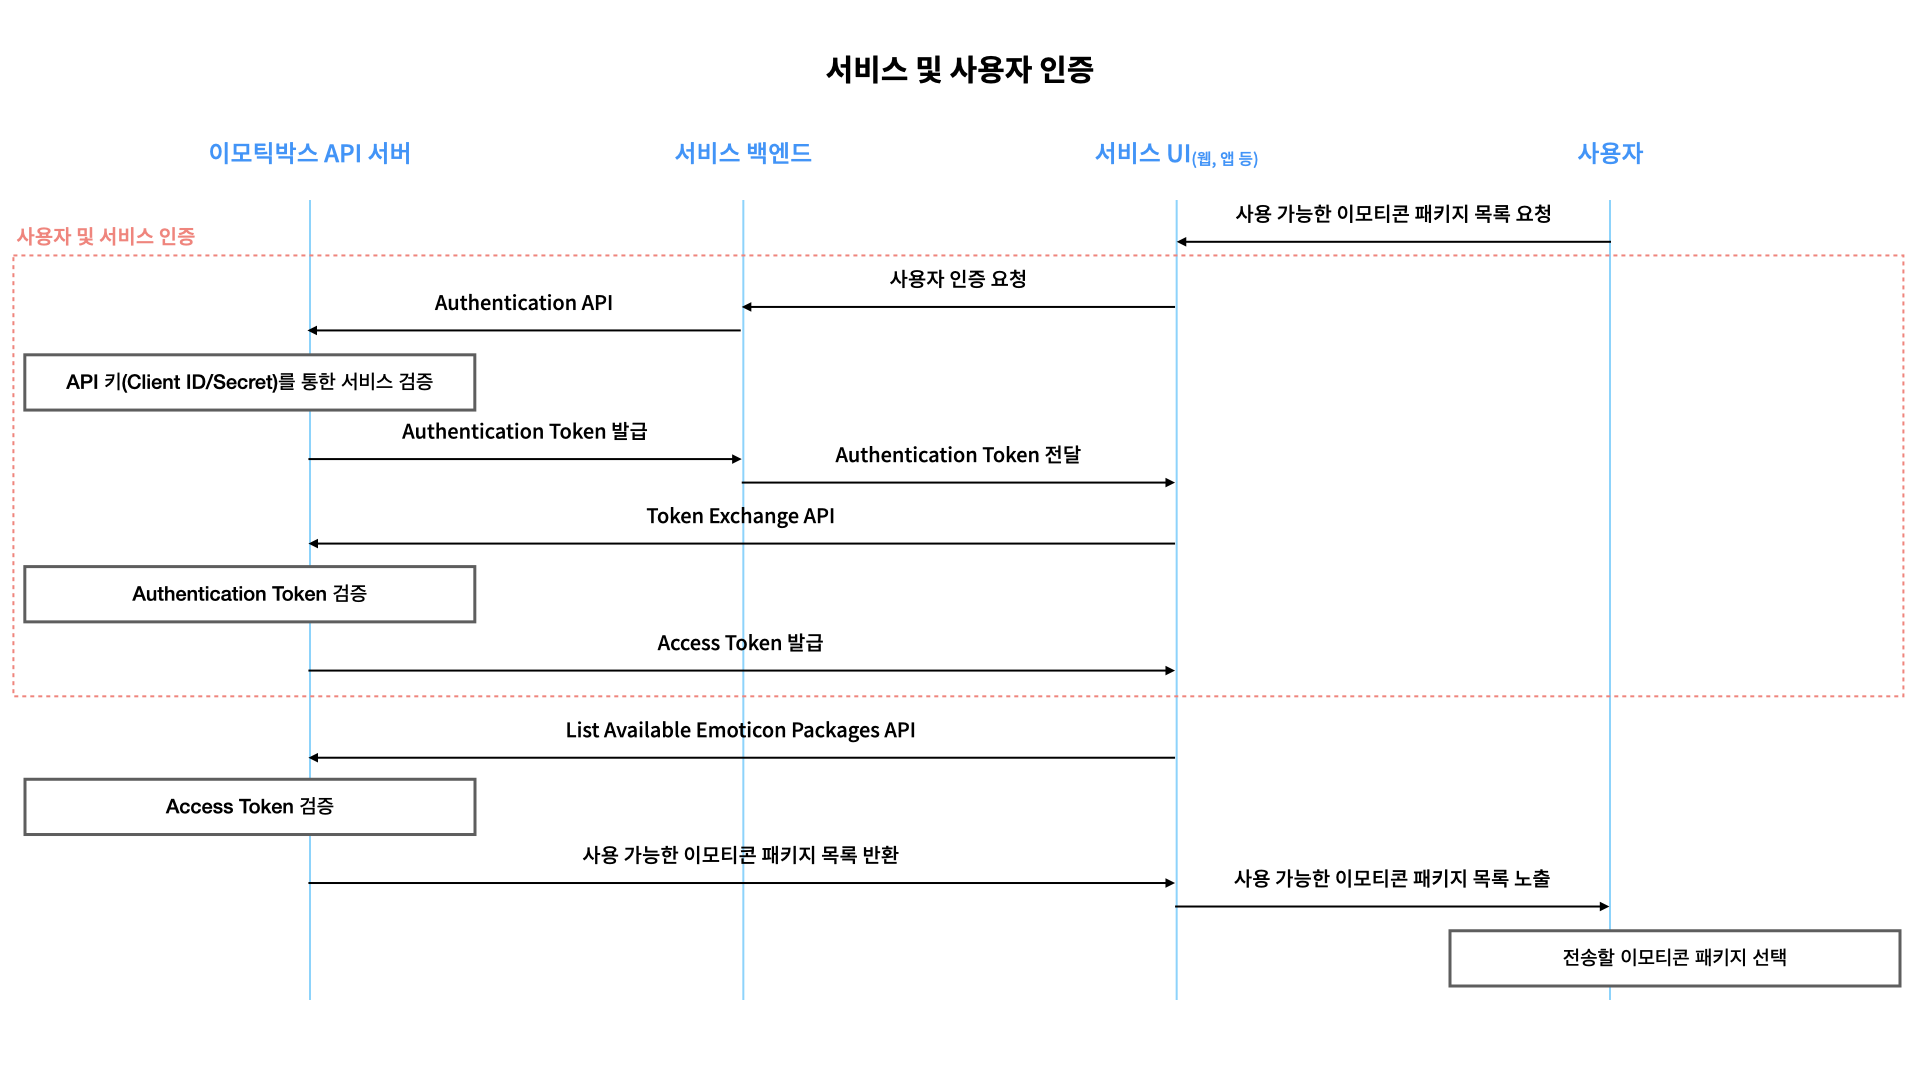 서비스 및 사용자 인증
이모틱박스 API 서버
서비스 백엔드
서비스 UI(웹, 앱 등)
사용자
사용 가능한 이모티콘 패키지 목록 요청
사용자 및 서비스 인증
사용자 인증 요청
Authentication API
API 키(Client ID/Secret)를 통한 서비스 검증
Authentication Token 발급
Authentication Token 전달
Token Exchange API
Authentication Token 검증
Access Token 발급
List Available Emoticon Packages API
Access Token 검증
사용 가능한 이모티콘 패키지 목록 반환
사용 가능한 이모티콘 패키지 목록 노출
전송할 이모티콘 패키지 선택